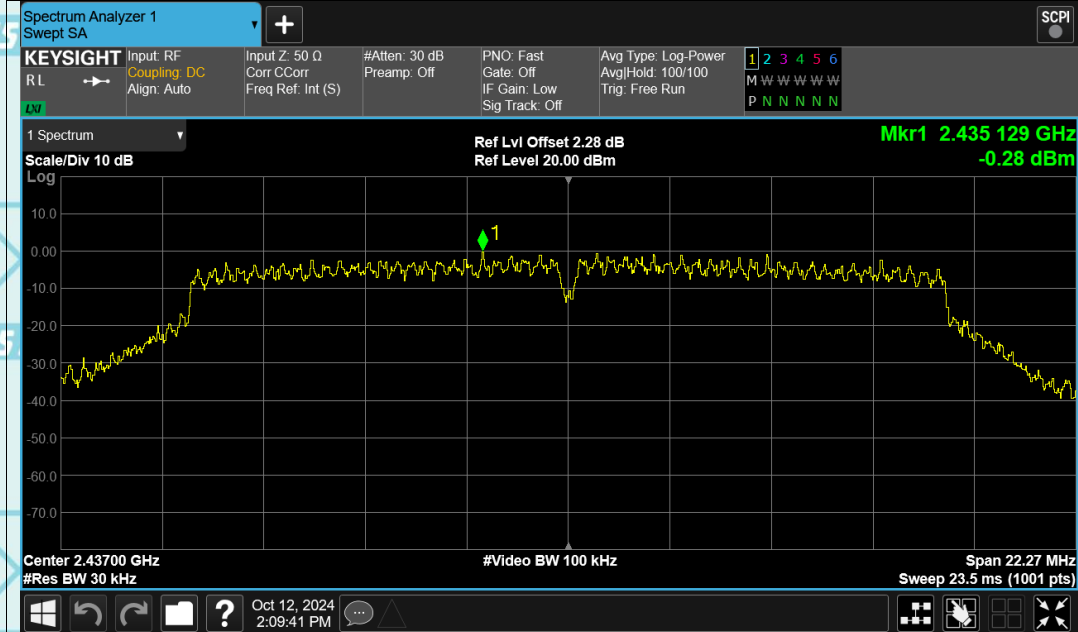 Spectrum Analyzer 1
Swept SA
+
SCPI
KEYSIGHT
R L
LXI
Input: RF
Coupling: DC
Align: Auto
Input Z: 50 Ω
Corr CCorr
Freq Ref: Int (S)
#Atten: 30 dB
Preamp: Off
PNO: Fast
Gate: Off
IF Gain: Low
Sig Track: Off
Avg Type: Log-Power
Avg|Hold: 100/100
Trig: Free Run
1 2 3 4 5 6
M W W W W W
P N N N N N
1 Spectrum
Scale/Div 10 dB
Ref Lvl Offset 2.28 dB
Ref Level 20.00 dBm
Mkr1 2.435 129 GHz
-0.28 dBm
Log
10.0
0.00
-10.0
-20.0
-30.0
-40.0
-50.0
-60.0
-70.0
1
Center 2.43700 GHz
#Res BW 30 kHz
#Video BW 100 kHz
Span 22.27 MHz
Sweep 23.5 ms (1001 pts)
?
Oct 12, 2024
2:09:41 PM